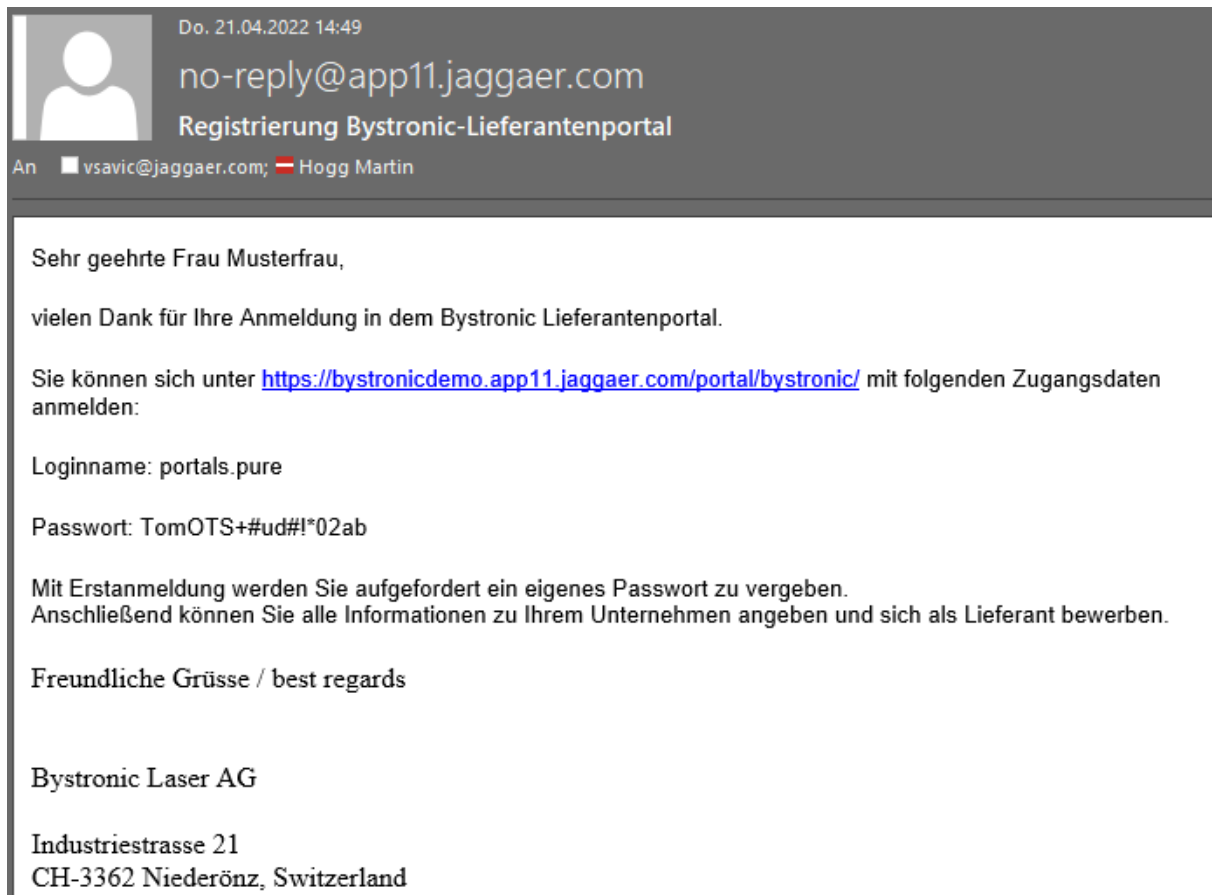 Do. 21.04.2022 14:49
no-reply@app11.jaggaer.com
Registrierung Bystronic-Lieferantenportal
An vsavic@jaggaer.com; Hogg Martin
Sehr geehrte Frau Musterfrau,
vielen Dank für Ihre Anmeldung in dem Bystronic Lieferantenportal.
Sie können sich unter https://bystronicdemo.app11.jaggaer.com/portal/bystronic/ mit folgenden Zugangsdaten
anmelden:
Loginname: portals.pure
Passwort: TomOTS+#ud#!*02ab
Mit Erstanmeldung werden Sie aufgefordert ein eigenes Passwort zu vergeben.
Anschließend können Sie alle Informationen zu Ihrem Unternehmen angeben und sich als Lieferant bewerben.
Freundliche Grüsse / best regards
Bystronic Laser AG
Industriestrasse 21
CH-3362 Niederönz, Switzerland